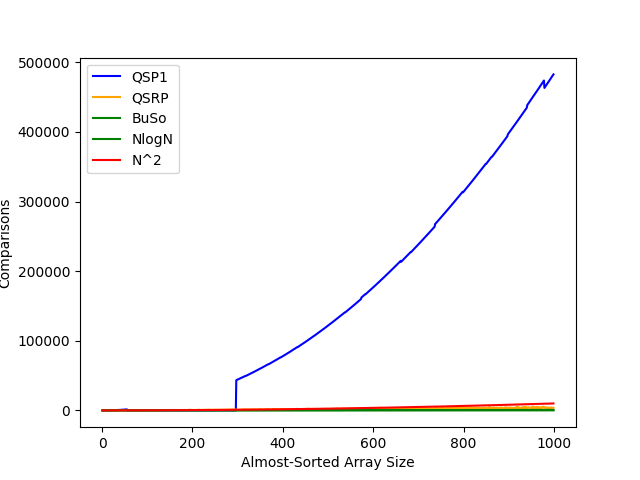 500000
400000
300000
200000
100000
0
Comparisons
QSP1
QSRP
BuSo
NlogN
N^2
0 200 400 600 800 1000
Almost-Sorted Array Size